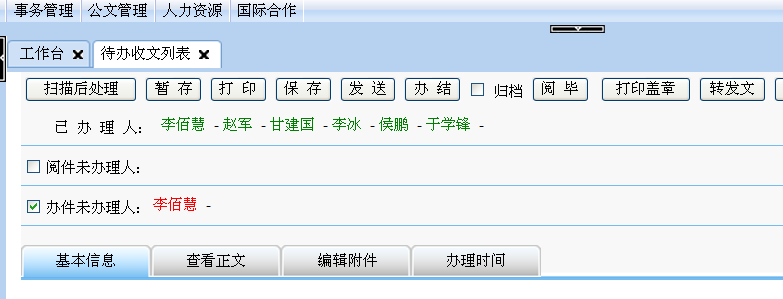 事务管理 公文管理 人力资源 国际合作
工作台 待办收文列表
扫描后处理 暂 存 打 印 保 存 发 送 办 结 归档 阅 毕 打印盖章 转发文
已 办 理 人: 李佰慧 -赵军 -甘建国 -李冰 -侯鹏 -于学锋 -
阅件未办理人:
办件未办理人: 李佰慧 -
基本信息 查看正文 编辑附件 办理时间